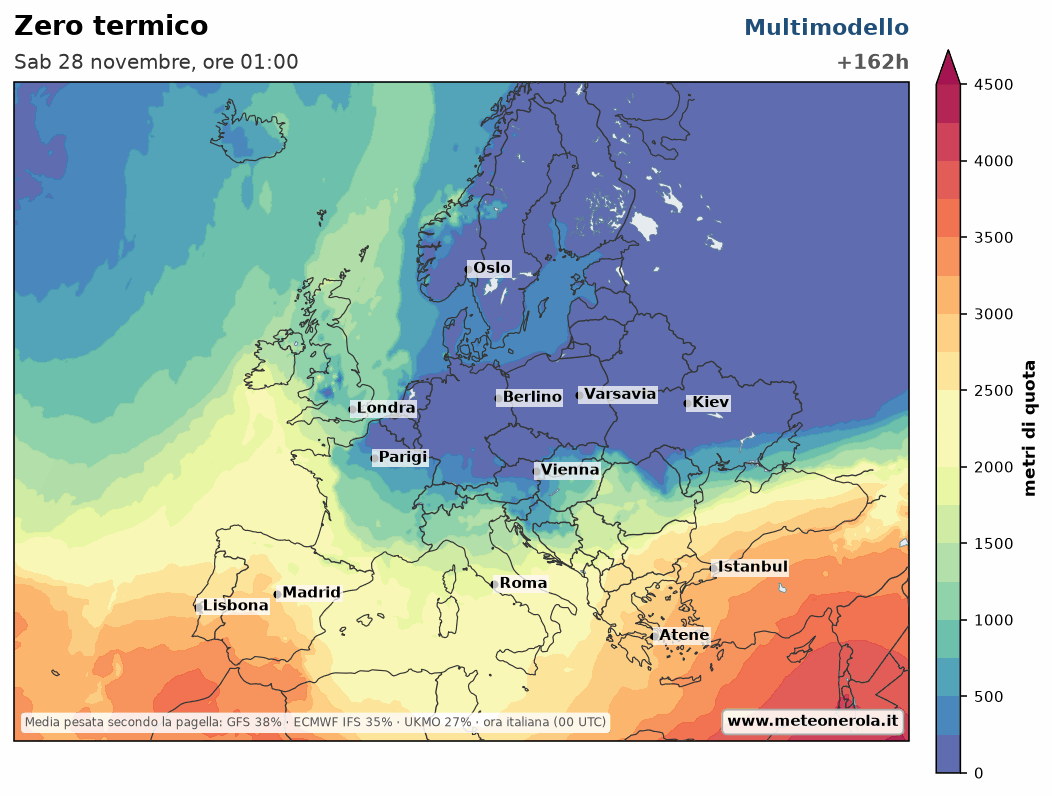 Zero termico
Multimodello
Sab 28 novembre, ore 01:00
+162h
4500
4000
3500
3000
2500
2000
1500
1000
500
0
metri di quota
Oslo
Berlino
Varsavia
Kiev
Londra
Parigi
Vienna
Istanbul
Roma
Madrid
Lisbona
Atene
Media pesata secondo la pagella: GFS 38% · ECMWF IFS 35% · UKMO 27% · ora italiana (00 UTC)
www.meteonerola.it